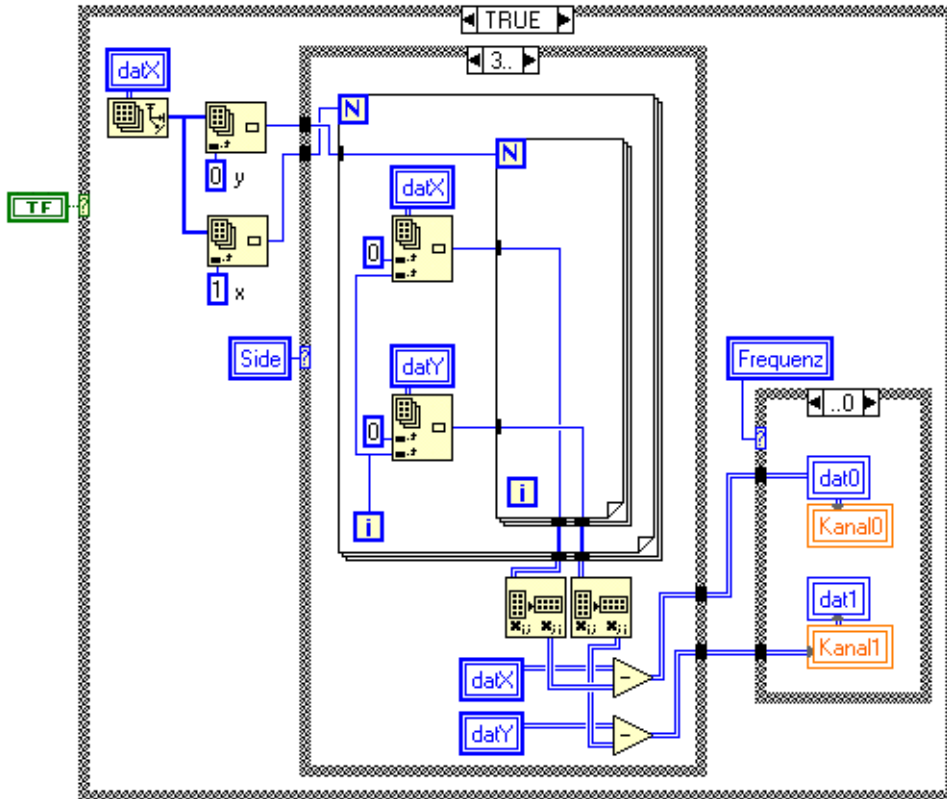 TRUE
datX
3..
N
0 y
N
datX
TF
0
1 x
Side
datY
Frequenz
0
..0
dat0
i
i
Kanal0
dat1
Kanal1
datX
datY